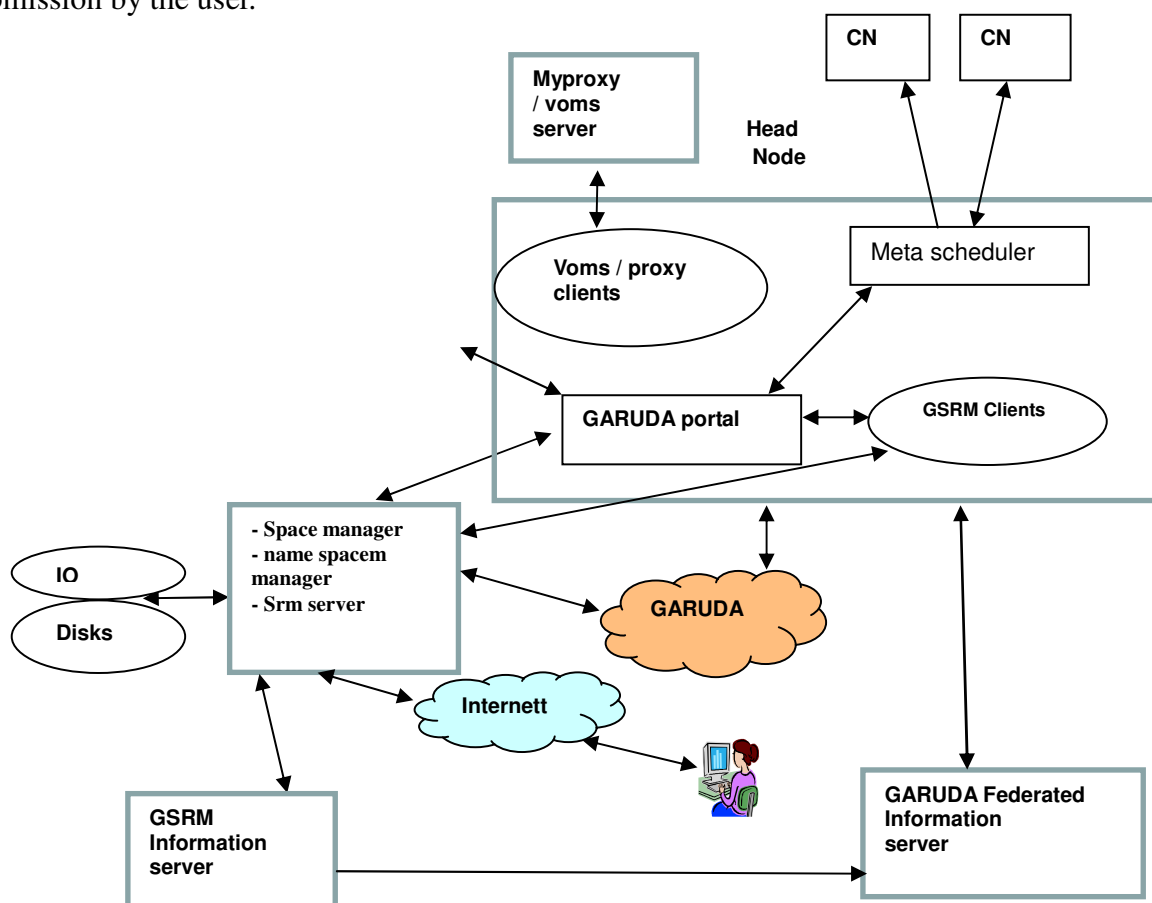 omission by the user.
CN
CN
Myproxy
/ voms
server
Head
Node
Voms / proxy
clients
Meta scheduler
GARUDA portal
GSRM Clients
- Space manager
- name spacem
manager
- Srm server
IO
Disks
GARUDA
Internett
GSRM
Information
server
GARUDA Federated
Information
server